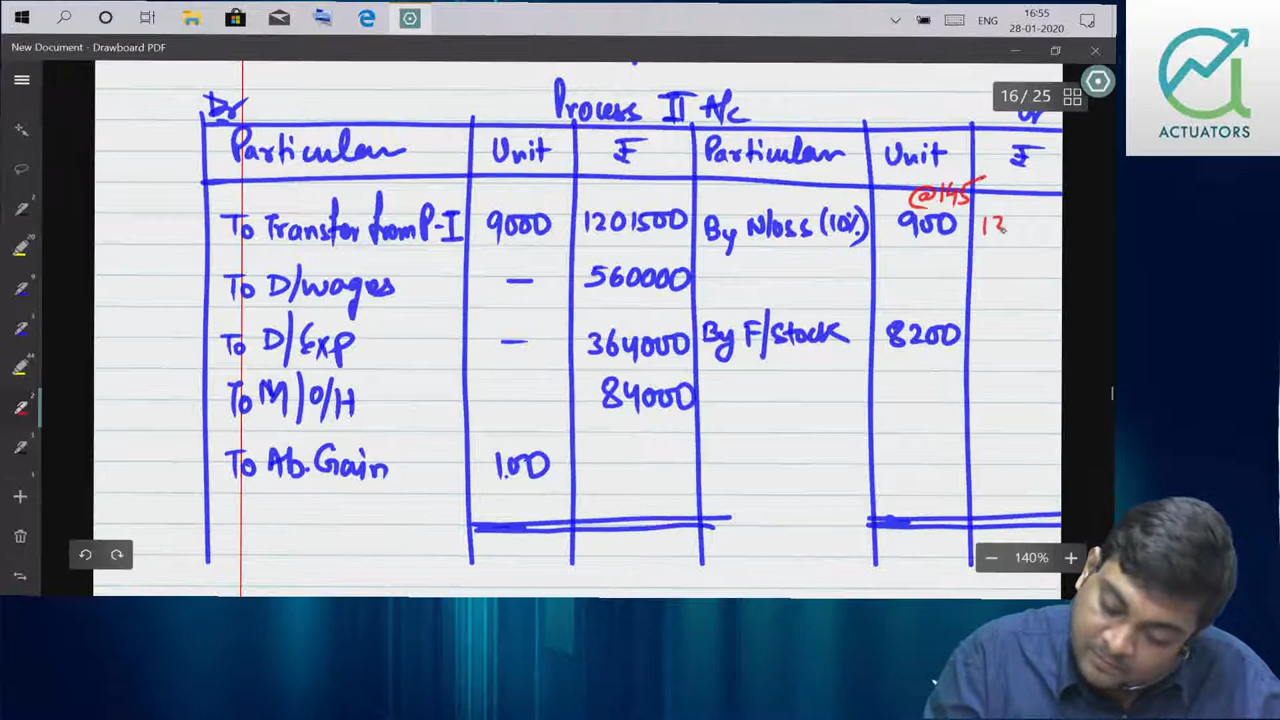 16:55
ENG
28-01-2020
New Document - Drawboard PDF
ACTUATORS
16 / 25
Dr Process II A/c Cr
Particular Unit ₹ Particular Unit ₹
@145
To Transfer from P-I 9000 1201500 By N/loss (10%) 900 13
To D/wages — 560000
To D/Exp — 364000 By F/Stock 8200
To M/O/H 84000
To Ab. Gain 100
140%